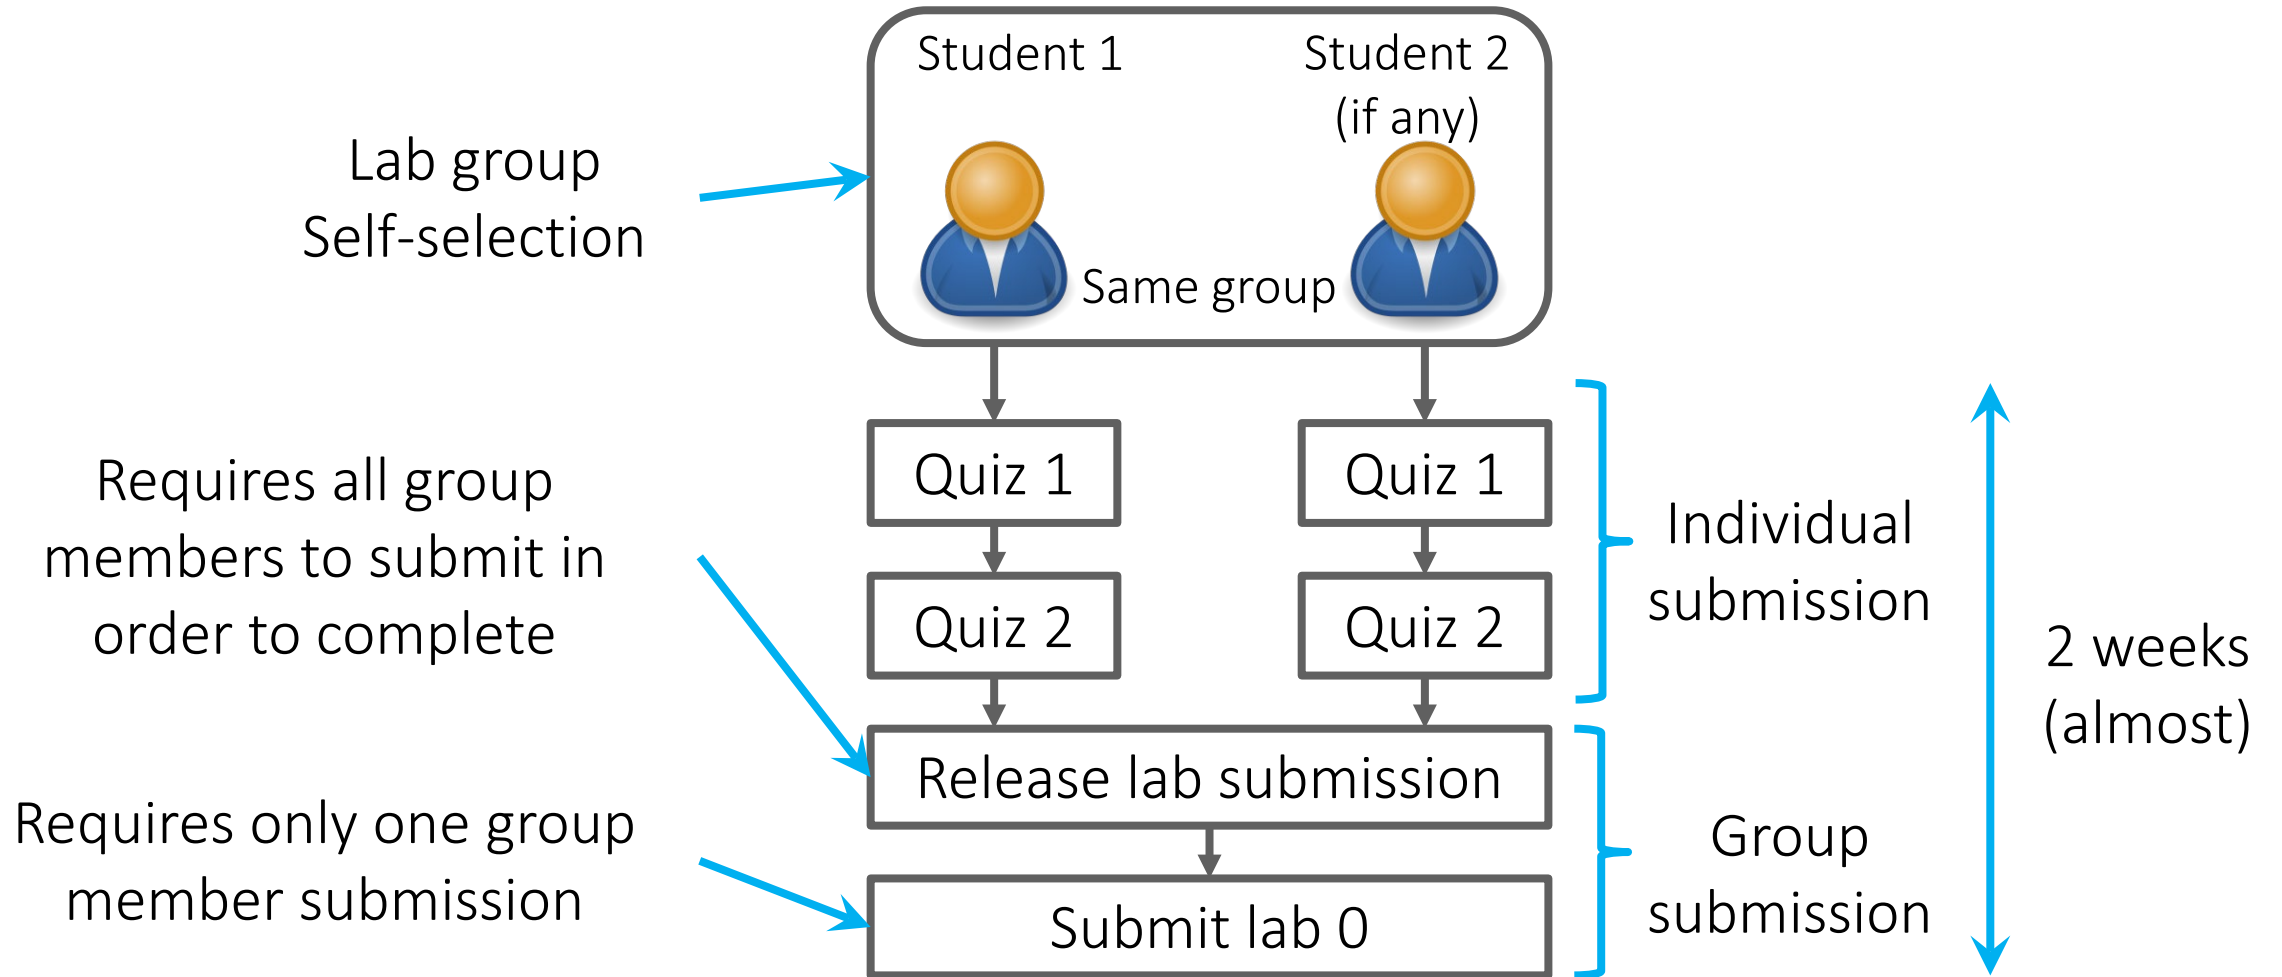 Student 1
Student 2
(if any)
Lab group
Self-selection
Same group
Quiz 1
Quiz 1
Requires all group
members to submit in
order to complete
Individual
submission
Quiz 2
Quiz 2
2 weeks
(almost)
Release lab submission
Requires only one group
member submission
Group
submission
Submit lab 0